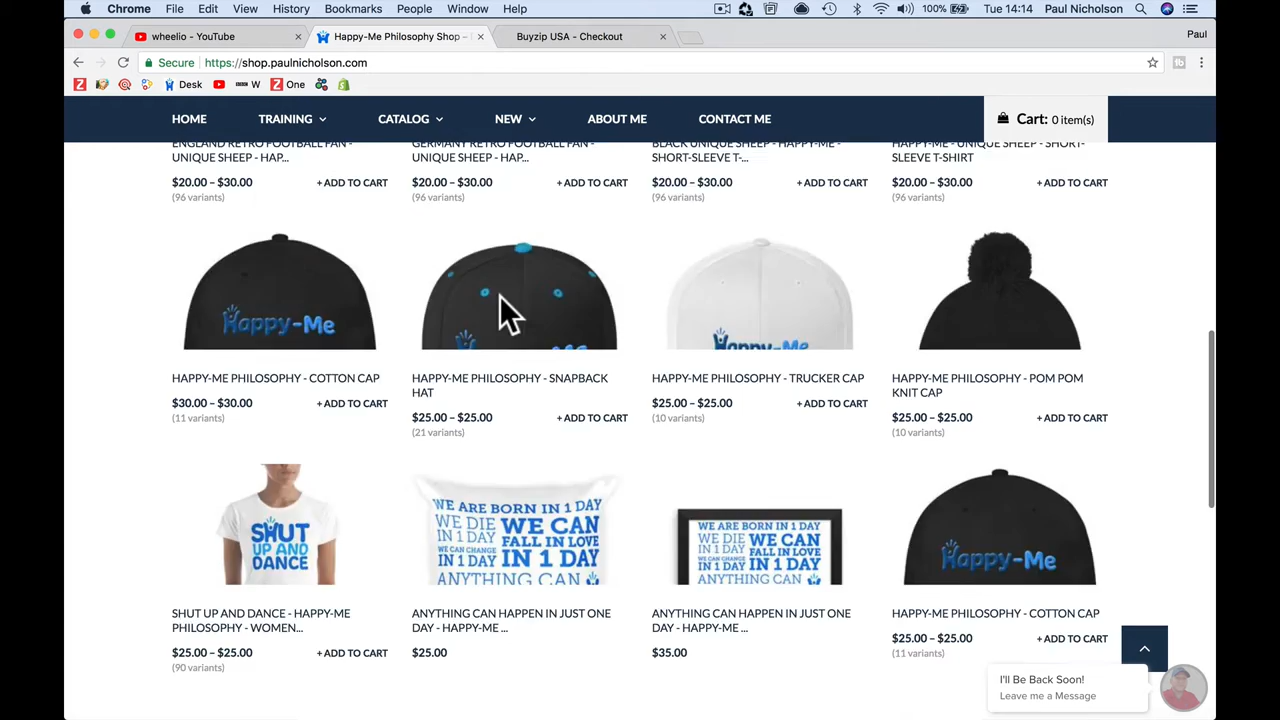 Chrome File Edit View History Bookmarks People Window Help 100% Tue 14:14 Paul Nicholson
wheelio - YouTube Happy-Me Philosophy Shop – Buyzip USA - Checkout Paul
Secure https://shop.paulnicholson.com
Desk W One
HOME TRAINING CATALOG NEW ABOUT ME CONTACT ME Cart: 0 item(s)
ENGLAND RETRO FOOTBALL FAN - GERMANY RETRO FOOTBALL FAN - BLACK UNIQUE SHEEP - HAPPY-ME - HAPPY-ME - UNIQUE SHEEP - SHORT-
UNIQUE SHEEP - HAP... UNIQUE SHEEP - HAP... SHORT-SLEEVE T-... SLEEVE T-SHIRT
$20.00 – $30.00 + ADD TO CART $20.00 – $30.00 + ADD TO CART $20.00 – $30.00 + ADD TO CART $20.00 – $30.00 + ADD TO CART
(96 variants) (96 variants) (96 variants) (96 variants)
Happy-Me
HAPPY-ME PHILOSOPHY - COTTON CAP HAPPY-ME PHILOSOPHY - SNAPBACK HAPPY-ME PHILOSOPHY - TRUCKER CAP HAPPY-ME PHILOSOPHY - POM POM
HAT KNIT CAP
$30.00 – $30.00 + ADD TO CART $25.00 – $25.00 + ADD TO CART $25.00 – $25.00 + ADD TO CART $25.00 – $25.00 + ADD TO CART
(11 variants) (21 variants) (10 variants) (10 variants)
SHUT
UP AND
DANCE
WE ARE BORN IN 1 DAY
WE DIE WE CAN
IN 1 DAY FALL IN LOVE
WE CAN CHANGE
IN 1 DAY IN 1 DAY
ANYTHING CAN
WE ARE BORN IN 1 DAY
WE DIE WE CAN
IN 1 DAY FALL IN LOVE
WE CAN CHANGE
IN 1 DAY IN 1 DAY
ANYTHING CAN
Happy-Me
SHUT UP AND DANCE - HAPPY-ME ANYTHING CAN HAPPEN IN JUST ONE ANYTHING CAN HAPPEN IN JUST ONE HAPPY-ME PHILOSOPHY - COTTON CAP
PHILOSOPHY - WOMEN... DAY - HAPPY-ME ... DAY - HAPPY-ME ...
$25.00 – $25.00 + ADD TO CART $25.00 $35.00 $25.00 – $25.00 + ADD TO CART
(90 variants) (11 variants)
I'll Be Back Soon!
Leave me a Message